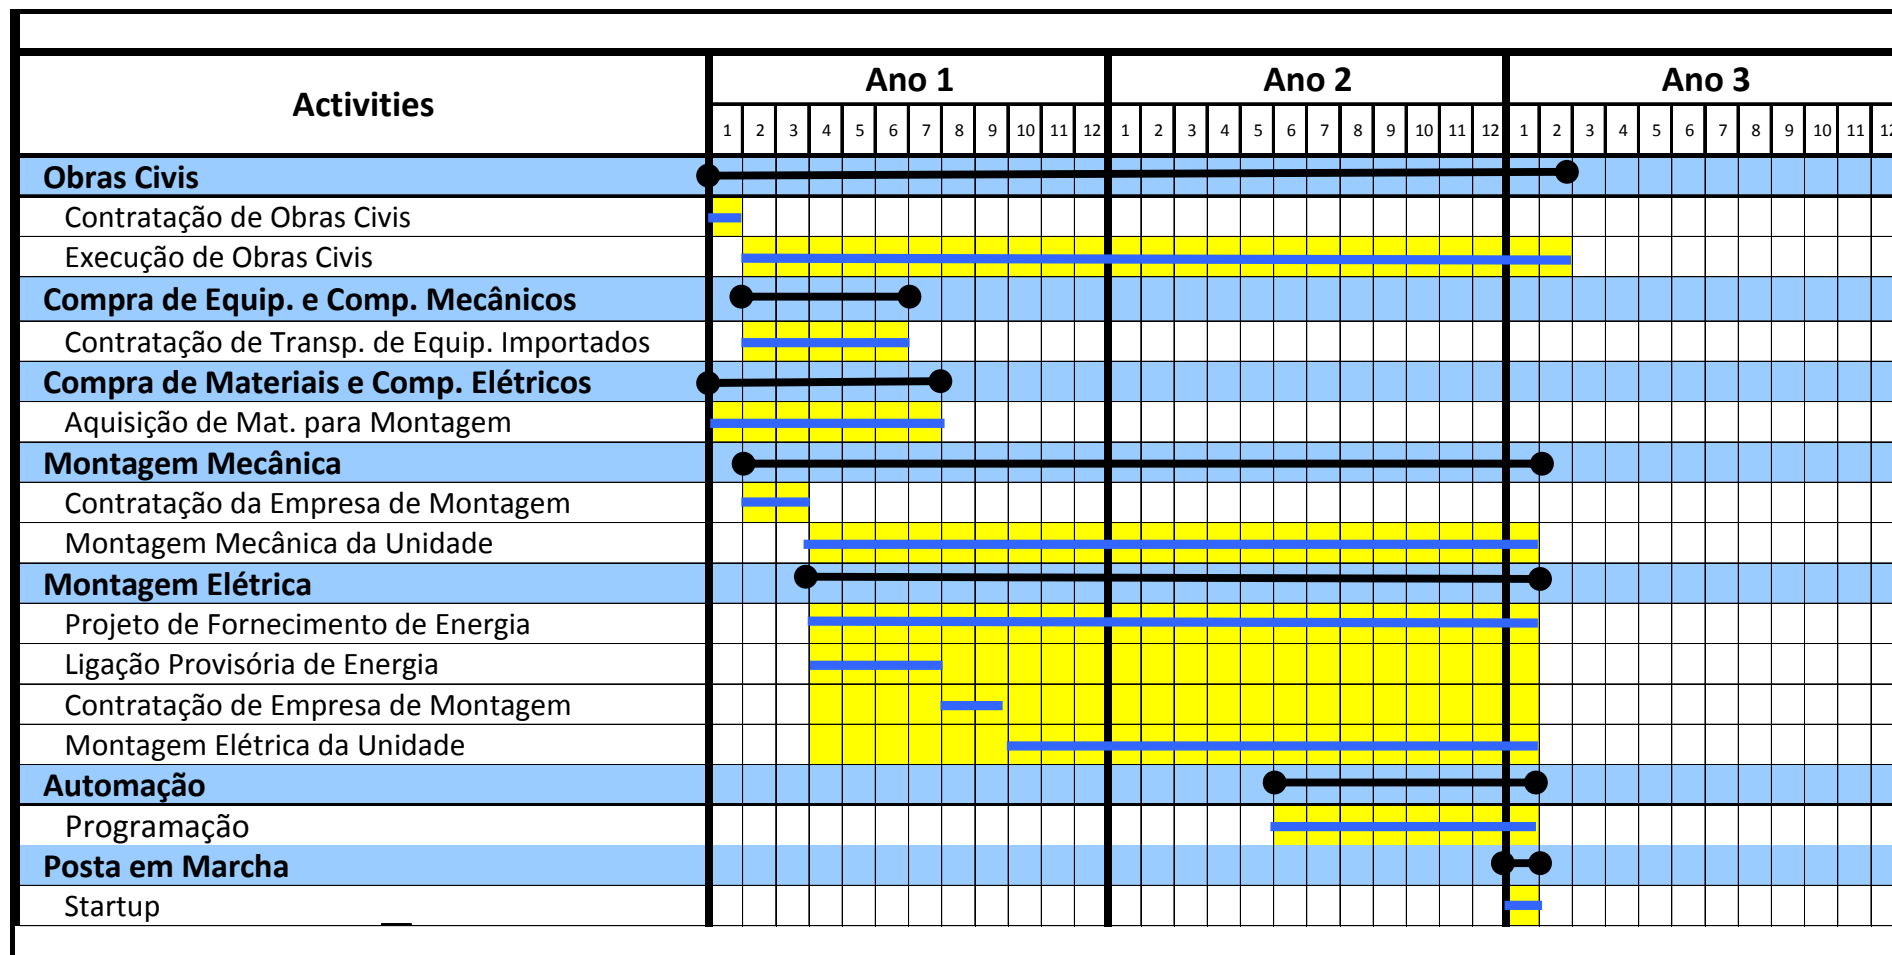 Activities Ano 1 Ano 2 Ano 3
1 2 3 4 5 6 7 8 9 10 11 12 1 2 3 4 5 6 7 8 9 10 11 12 1 2 3 4 5 6 7 8 9 10 11 12
Obras Civis
Contratação de Obras Civis
Execução de Obras Civis
Compra de Equip. e Comp. Mecânicos
Contratação de Transp. de Equip. Importados
Compra de Materiais e Comp. Elétricos
Aquisição de Mat. para Montagem
Montagem Mecânica
Contratação da Empresa de Montagem
Montagem Mecânica da Unidade
Montagem Elétrica
Projeto de Fornecimento de Energia
Ligação Provisória de Energia
Contratação de Empresa de Montagem
Montagem Elétrica da Unidade
Automação
Programação
Posta em Marcha
Startup